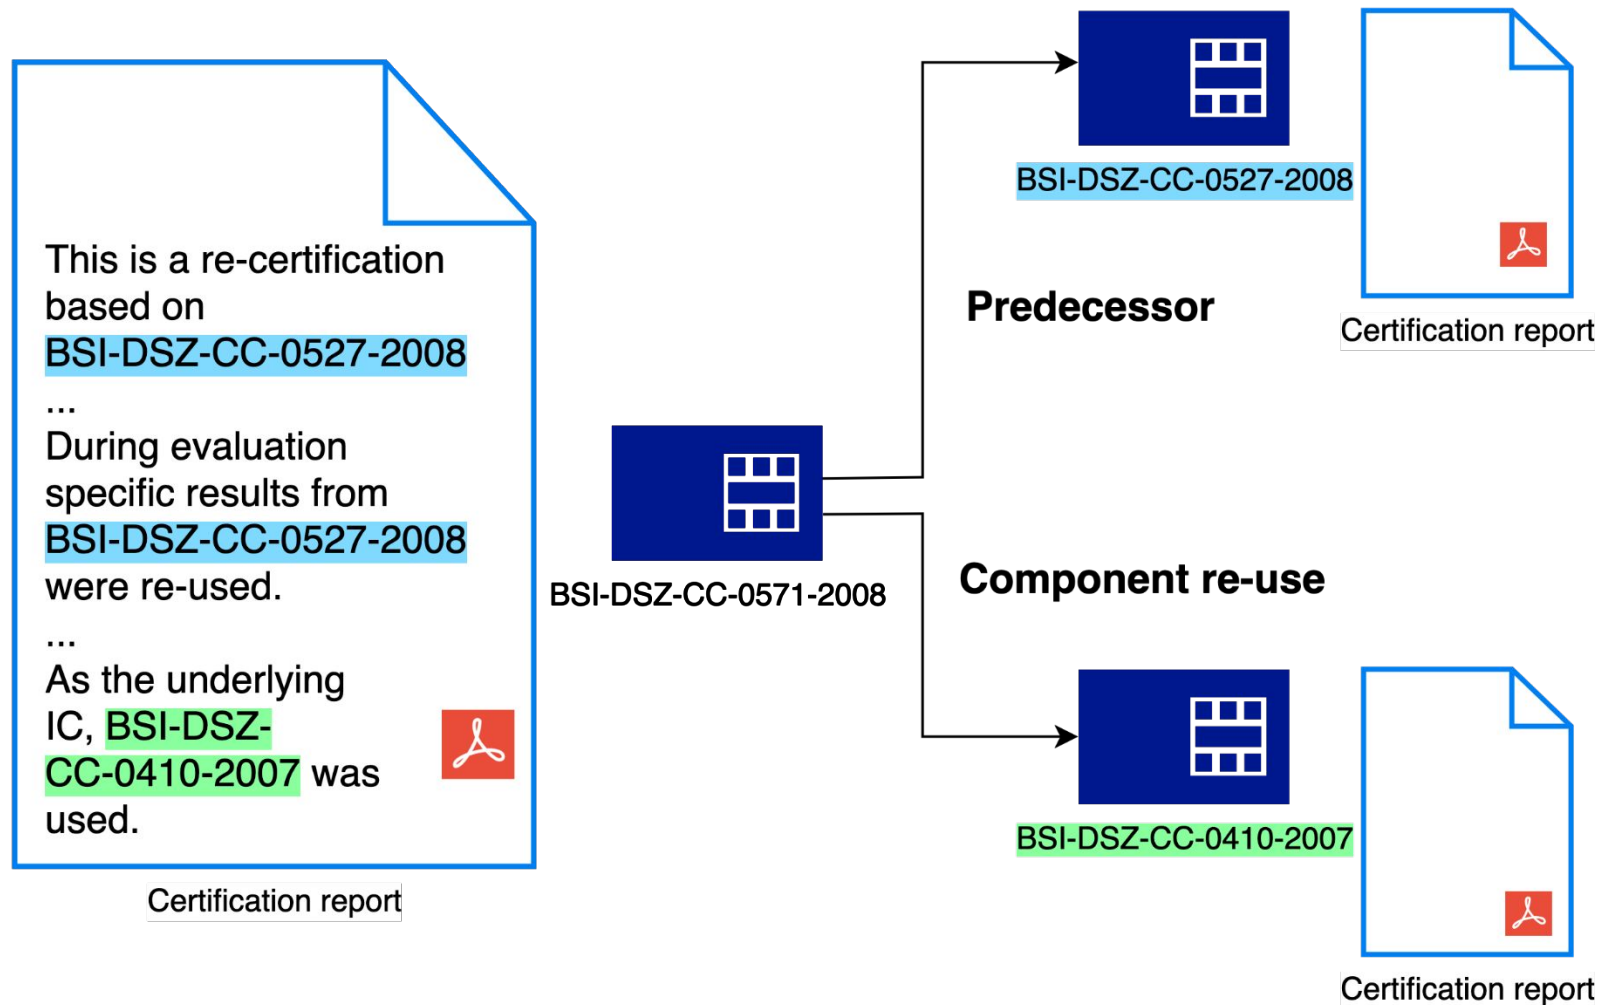 This is a re-certification
based on
BSI-DSZ-CC-0527-2008
...
During evaluation
specific results from
BSI-DSZ-CC-0527-2008
were re-used.
...
As the underlying
IC, BSI-DSZ-
CC-0410-2007 was
used.
Certification report
BSI-DSZ-CC-0571-2008
BSI-DSZ-CC-0527-2008
Predecessor
Certification report
Component re-use
BSI-DSZ-CC-0410-2007
Certification report